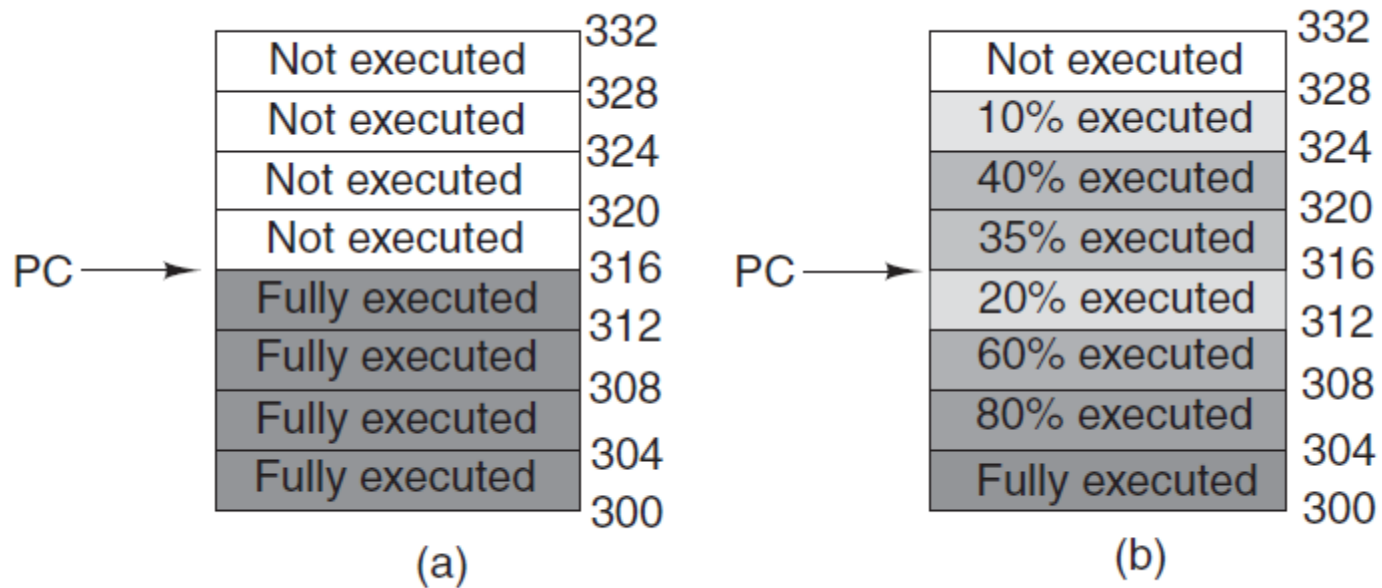 332
Not executed
328
Not executed
324
Not executed
320
Not executed
PC
316
Fully executed
312
Fully executed
308
Fully executed
304
Fully executed
300
(a)
332
Not executed
328
10% executed
324
40% executed
320
35% executed
PC
316
20% executed
312
60% executed
308
80% executed
304
Fully executed
300
(b)